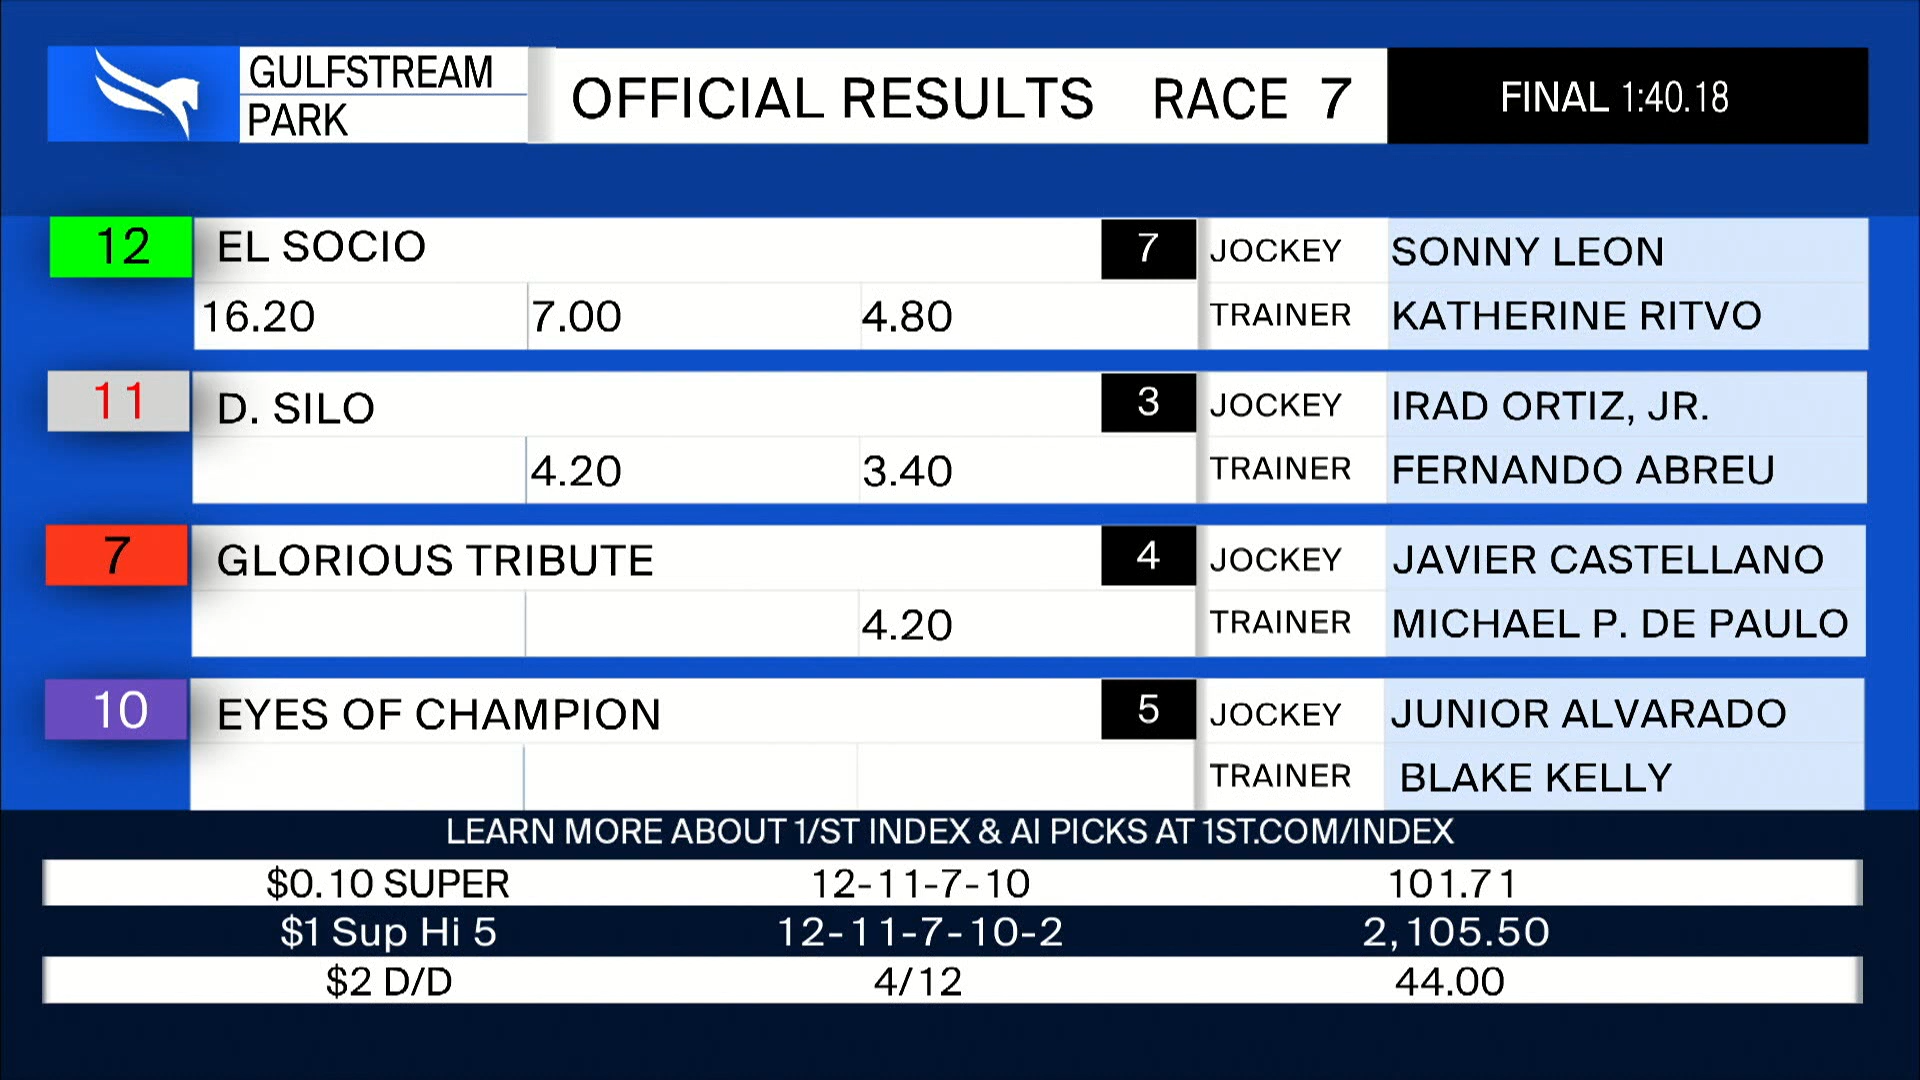 GULFSTREAM
PARK
OFFICIAL RESULTS RACE 7
FINAL 1:40.18
12 EL SOCIO 7 JOCKEY SONNY LEON
16.20 7.00 4.80 TRAINER KATHERINE RITVO
11 D. SILO 3 JOCKEY IRAD ORTIZ, JR.
4.20 3.40 TRAINER FERNANDO ABREU
7 GLORIOUS TRIBUTE 4 JOCKEY JAVIER CASTELLANO
4.20 TRAINER MICHAEL P. DE PAULO
10 EYES OF CHAMPION 5 JOCKEY JUNIOR ALVARADO
TRAINER BLAKE KELLY
LEARN MORE ABOUT 1/ST INDEX & AI PICKS AT 1ST.COM/INDEX
$0.10 SUPER 12-11-7-10 101.71
$1 Sup Hi 5 12-11-7-10-2 2,105.50
$2 D/D 4/12 44.00